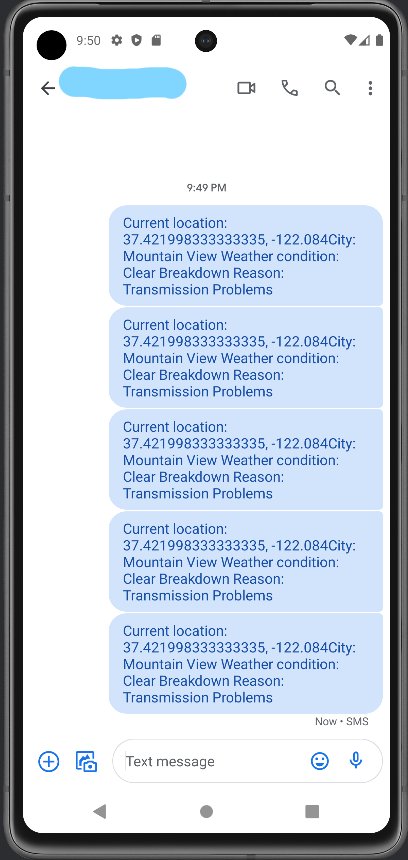 9:50
9:49 PM
Current location:
37.421998333333335, -122.084City:
Mountain View Weather condition:
Clear Breakdown Reason:
Transmission Problems
Current location:
37.421998333333335, -122.084City:
Mountain View Weather condition:
Clear Breakdown Reason:
Transmission Problems
Current location:
37.421998333333335, -122.084City:
Mountain View Weather condition:
Clear Breakdown Reason:
Transmission Problems
Current location:
37.421998333333335, -122.084City:
Mountain View Weather condition:
Clear Breakdown Reason:
Transmission Problems
Current location:
37.421998333333335, -122.084City:
Mountain View Weather condition:
Clear Breakdown Reason:
Transmission Problems
Now • SMS
Text message